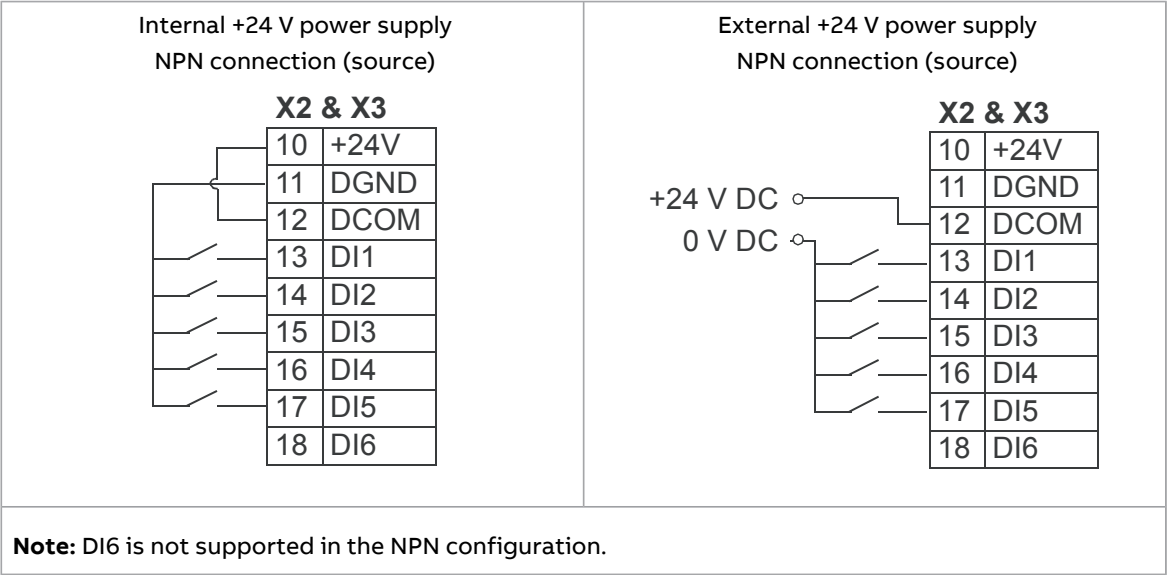 Internal +24 V power supply
NPN connection (source)
X2 & X3
10 +24V
11 DGND
12 DCOM
13 DI1
14 DI2
15 DI3
16 DI4
17 DI5
18 DI6
External +24 V power supply
NPN connection (source)
X2 & X3
10 +24V
11 DGND
+24 V DC
12 DCOM
0 V DC
13 DI1
14 DI2
15 DI3
16 DI4
17 DI5
18 DI6
Note: DI6 is not supported in the NPN configuration.